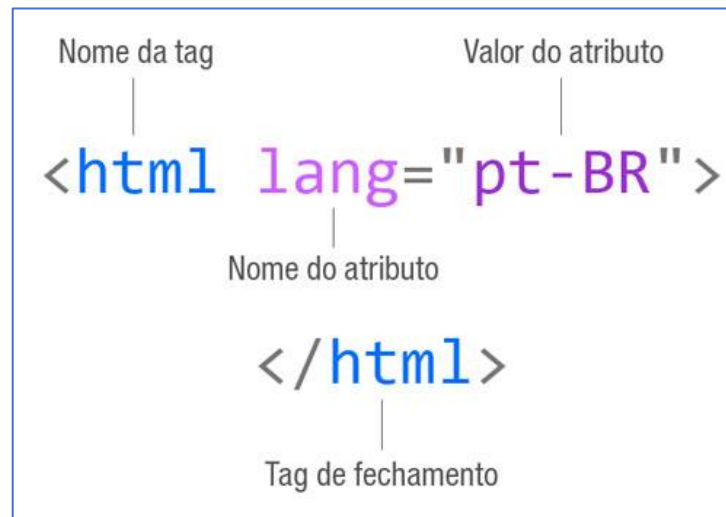 Nome da tag Valor do atributo
<html lang="pt-BR">
Nome do atributo
</html>
Tag de fechamento